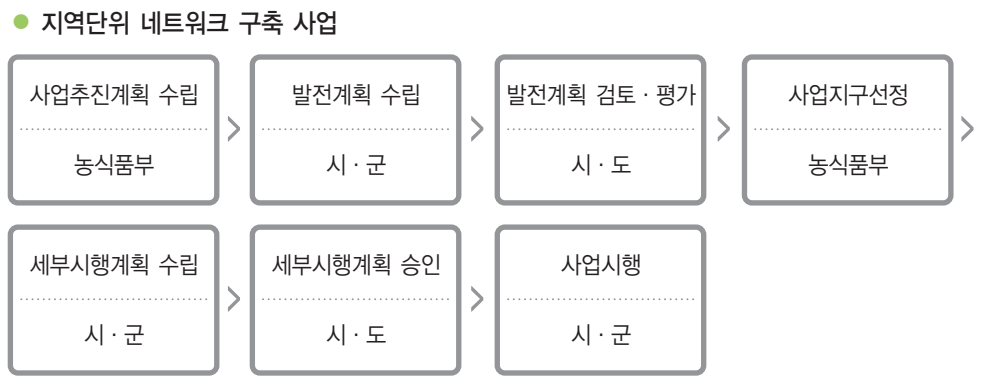 ● 지역단위 네트워크 구축 사업
사업추진계획 수립
농식품부
>
발전계획 수립
시·군
>
발전계획 검토·평가
시·도
>
사업지구선정
농식품부
>
세부시행계획 수립
시·군
>
세부시행계획 승인
시·도
>
사업시행
시·군